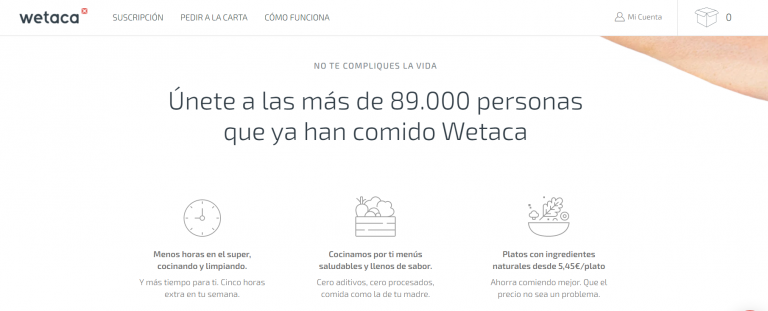 wetaca
SUSCRIPCIÓN
PEDIR A LA CARTA
CÓMO FUNCIONA
Mi Cuenta
0
NO TE COMPLIQUES LA VIDA
Únete a las más de 89.000 personas
que ya han comido Wetaca
Menos horas en el super,
cocinando y limpiando.
Y más tiempo para ti. Cinco horas
extra en tu semana.
Cocinamos por ti menús
saludables y llenos de sabor.
Cero aditivos, cero procesados,
comida como la de tu madre.
Platos con ingredientes
naturales desde 5,45€/plato
Ahorra comiendo mejor. Que el
precio no sea un problema.